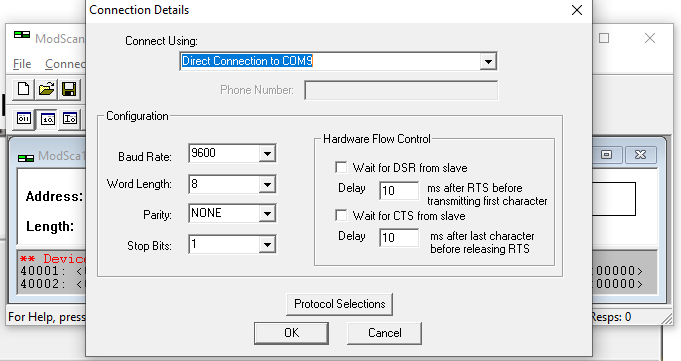 Connection Details
ModScan
File Connec
Connect Using:
Direct Connection to COM9
Phone Number:
Configuration
Baud Rate: 9600
Word Length: 8
Parity: NONE
Stop Bits: 1
Hardware Flow Control
Wait for DSR from slave
Delay 10 ms after RTS before
transmitting first character
Wait for CTS from slave
Delay 10 ms after last character
before releasing RTS
ModSca1
Address:
Length:
** Device
40001: < 00000>
40002: < 00000>
Protocol Selections
OK Cancel
For Help, press Resps: 0